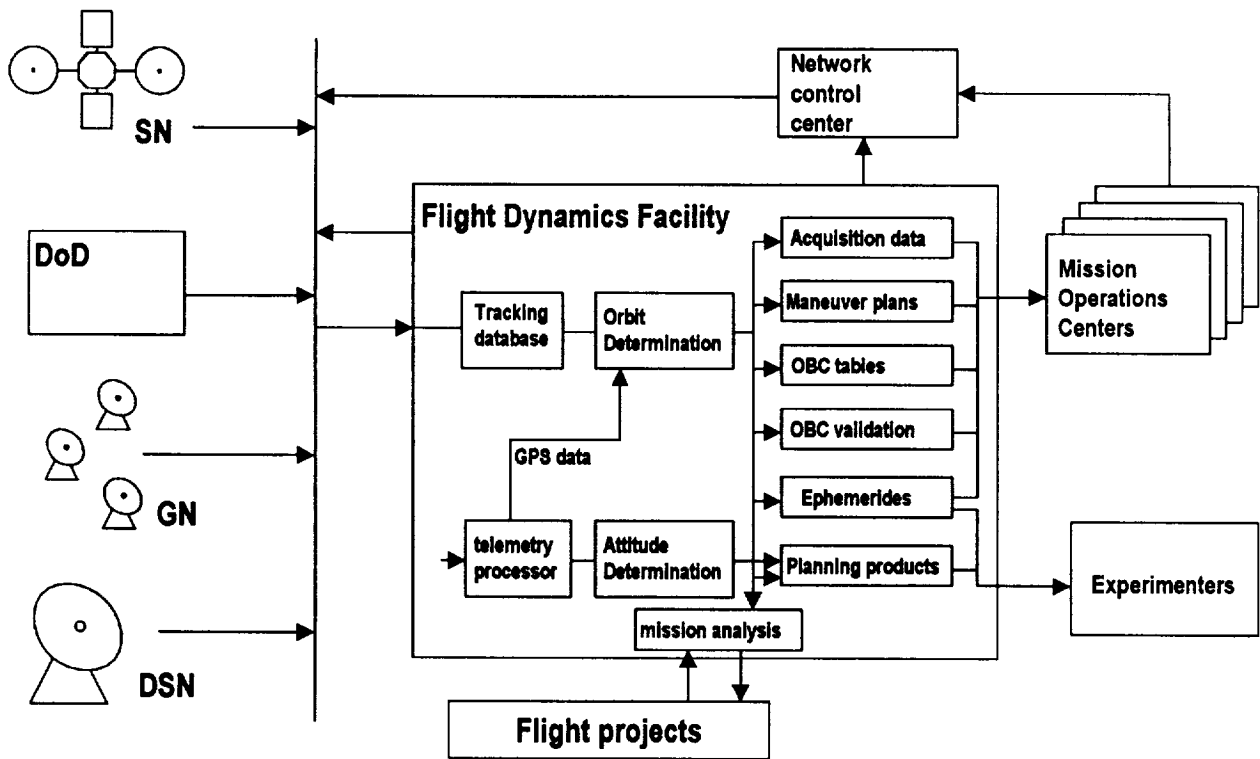 SN
DoD
GN
DSN
Network
control
center
Flight Dynamics Facility
Tracking
database
Orbit
Determination
GPS data
telemetry
processor
Attitude
Determination
Acquisition data
Maneuver plans
OBC tables
OBC validation
Ephemerides
Planning products
mission analysis
Flight projects
Mission
Operations
Centers
Experimenters